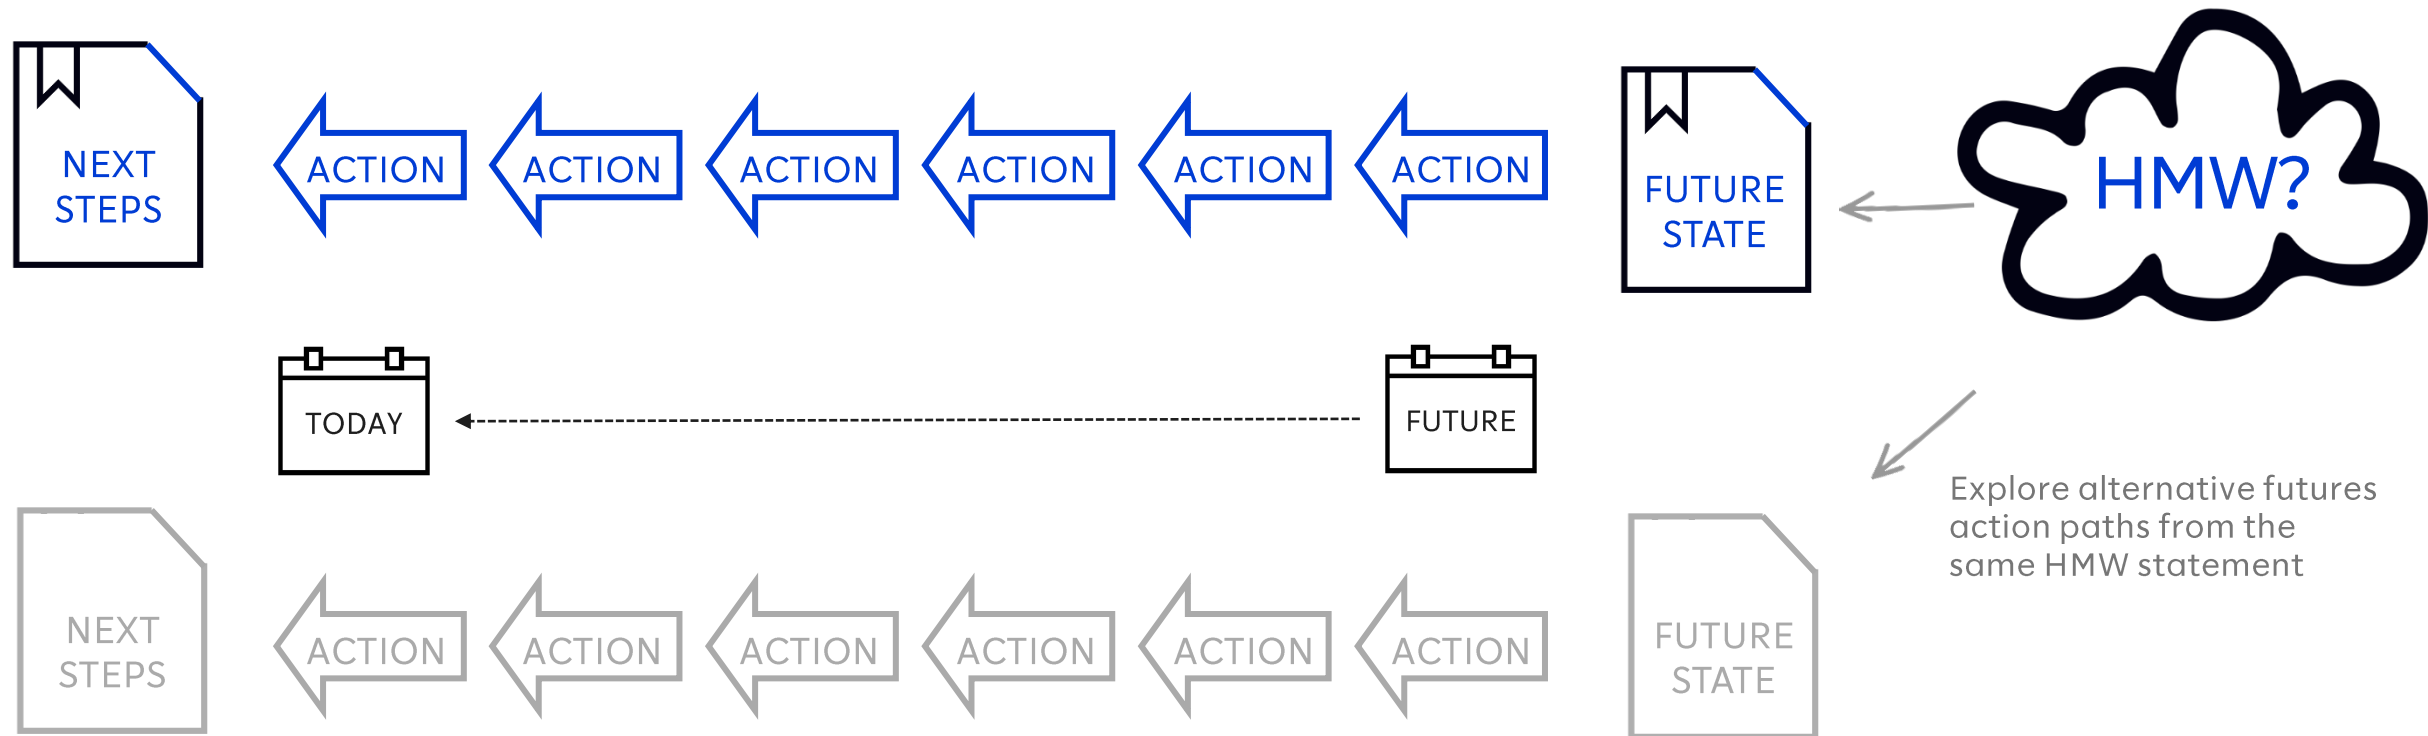 NEXT
STEPS
ACTION
ACTION
ACTION
ACTION
ACTION
ACTION
FUTURE
STATE
HMW?
TODAY
FUTURE
Explore alternative futures
action paths from the
same HMW statement
NEXT
STEPS
ACTION
ACTION
ACTION
ACTION
ACTION
ACTION
FUTURE
STATE